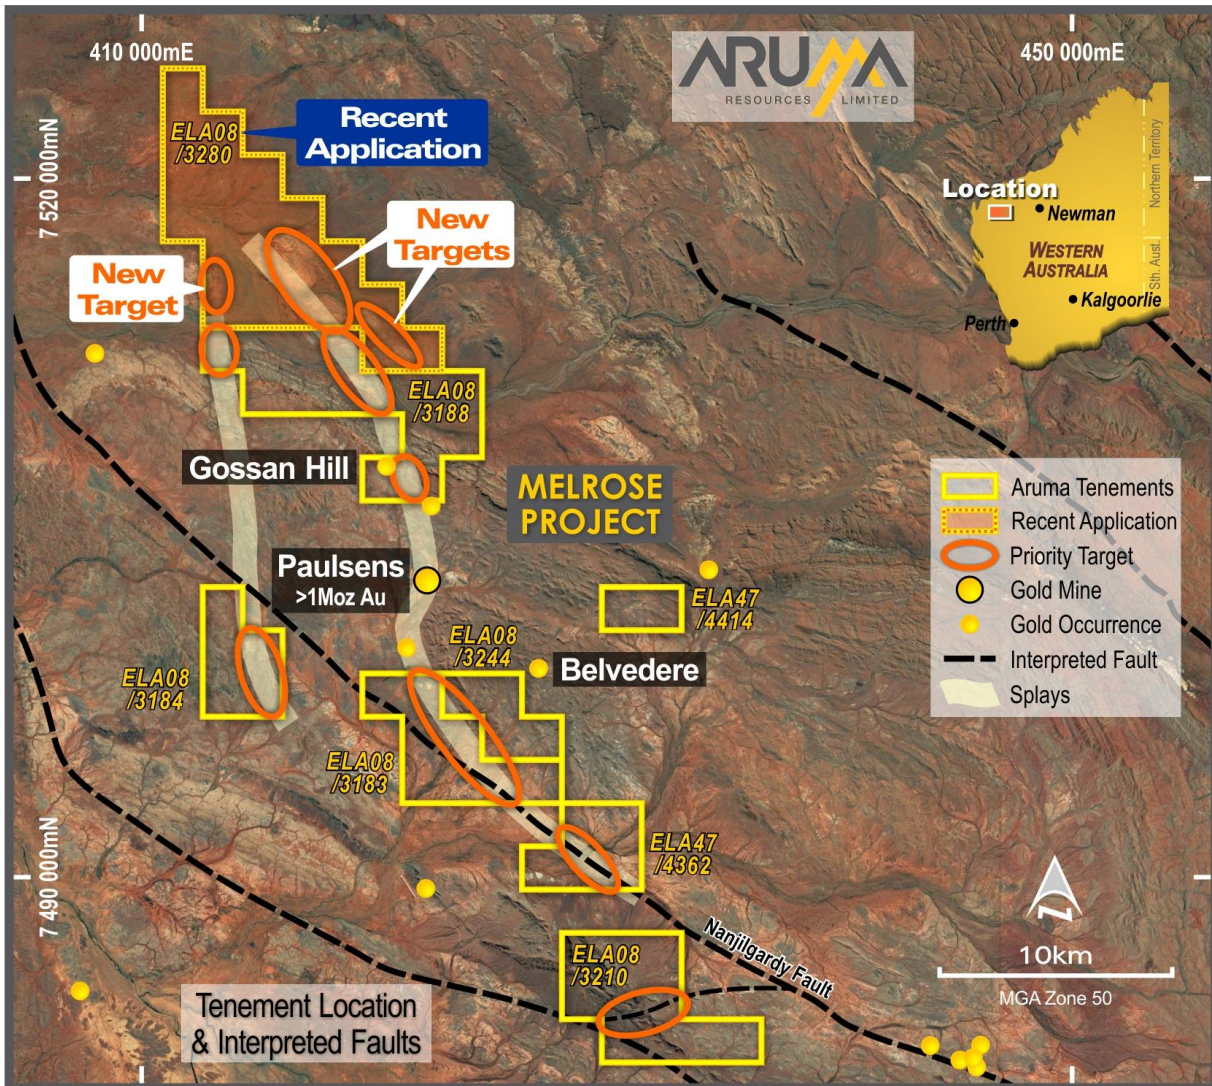 410 000mE
450 000mE
ARUMA
RESOURCES LIMITED
7 520 000mN
ELA08
/3280
Recent
Application
Location
Newman
Northern Territory
WESTERN
AUSTRALIA
Sth. Aust.
Kalgoorlie
Perth
New
Targets
New
Target
ELA08
/3188
Gossan Hill
MELROSE
PROJECT
Aruma Tenements
Recent Application
Priority Target
Gold Mine
Gold Occurrence
Interpreted Fault
Splays
Paulsens
>1Moz Au
ELA47
/4414
ELA08
/3244
Belvedere
ELA08
/3184
ELA08
/3183
ELA47
/4362
7 490 000mN
Nanjilgardy Fault
ELA08
/3210
N
10km
MGA Zone 50
Tenement Location
& Interpreted Faults